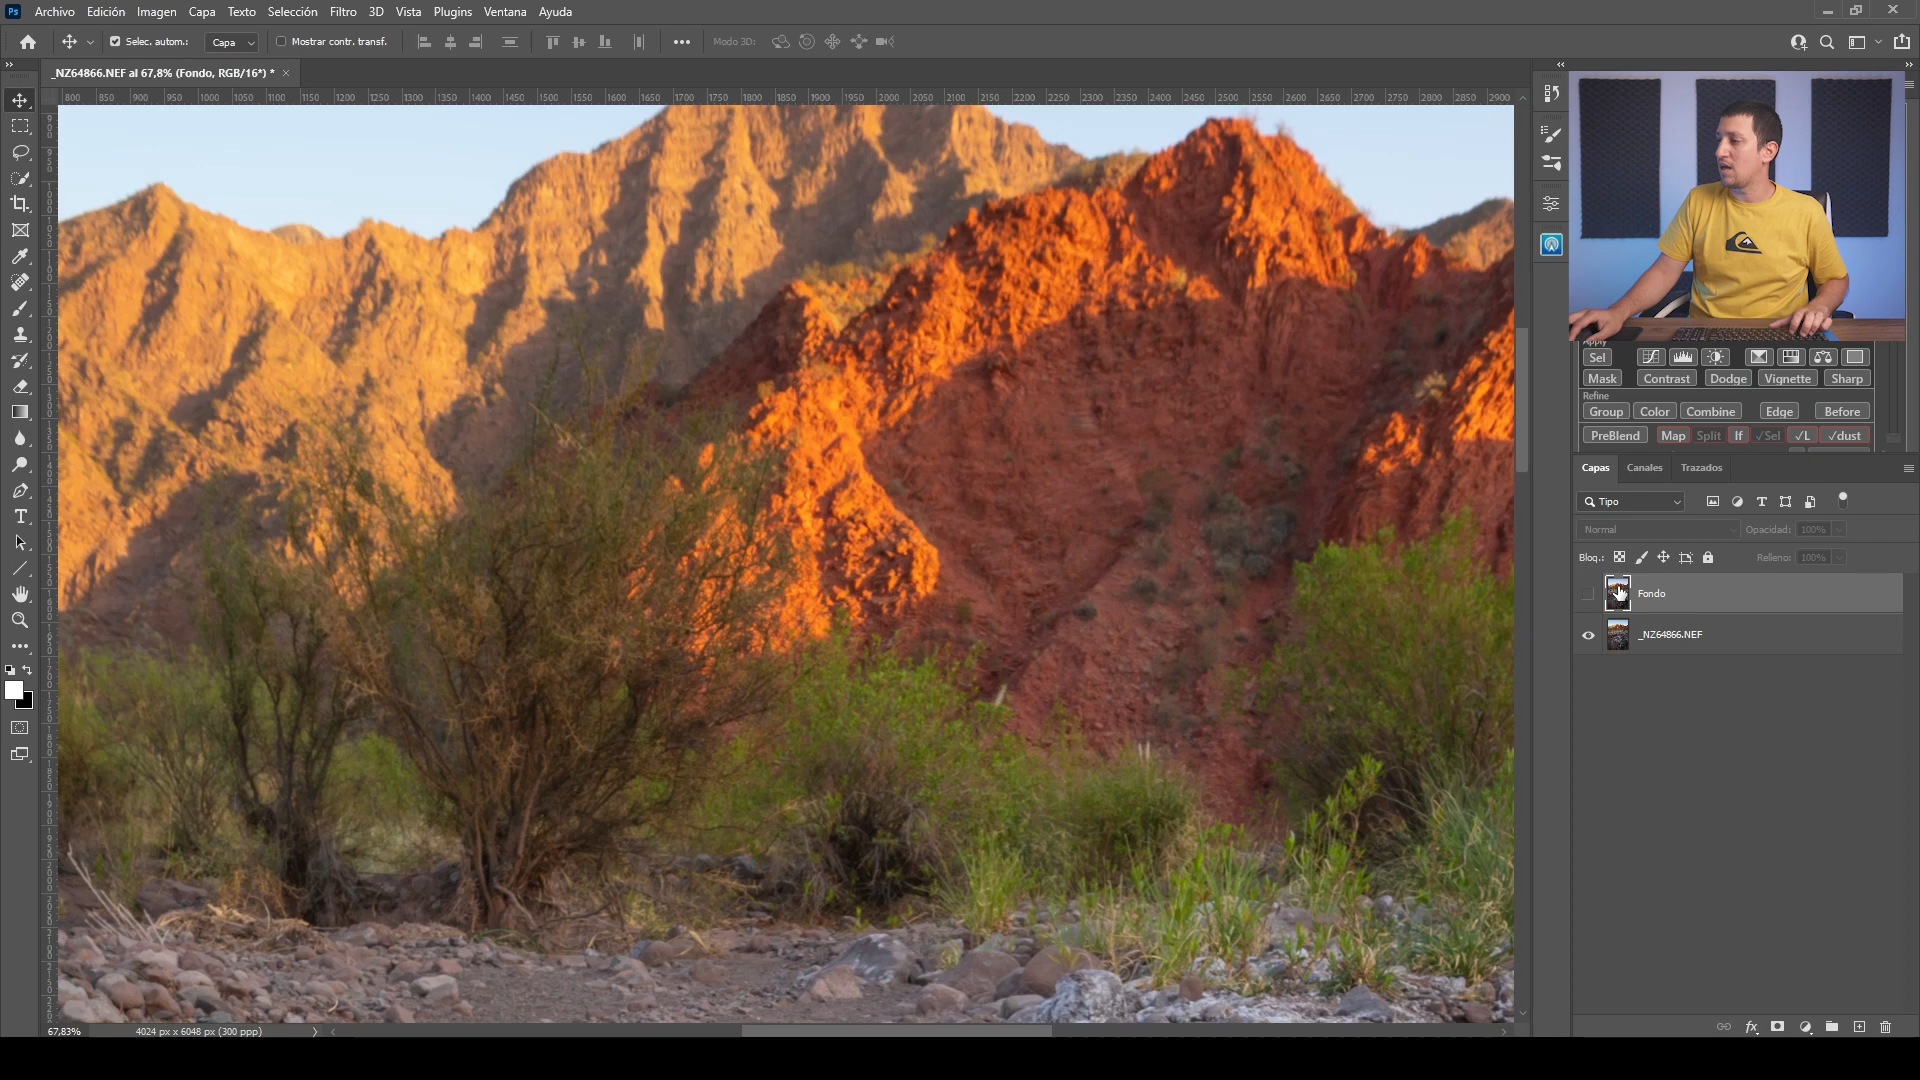 Ps Archivo Edición Imagen Capa Texto Selección Filtro 3D Vista Plugins Ventana Ayuda
Selec. autom.: Capa Mostrar contr. transf. Modo 3D:
_NZ64866.NEF al 67,8% (Fondo, RGB/16*) * ×
800 850 900 950 1000 1050 1100 1150 1200 1250 1300 1350 1400 1450 1500 1550 1600 1650 1700 1750 1800 1850 1900 1950 2000 2050 2100 2150 2200 2250 2300 2350 2400 2450 2500 2550 2600 2650 2700 2750 2800 2850 2900
Sel
Mask Contrast Dodge Vignette Sharp
Refine
Group Color Combine Edge Before
PreBlend Map Split If ✓Sel ✓L ✓dust
Capas Canales Trazados
Tipo
Normal Opacidad: 100%
Bloq.: Relleno: 100%
Fondo
_NZ64866.NEF
67,83% 4024 px x 6048 px (300 ppp)